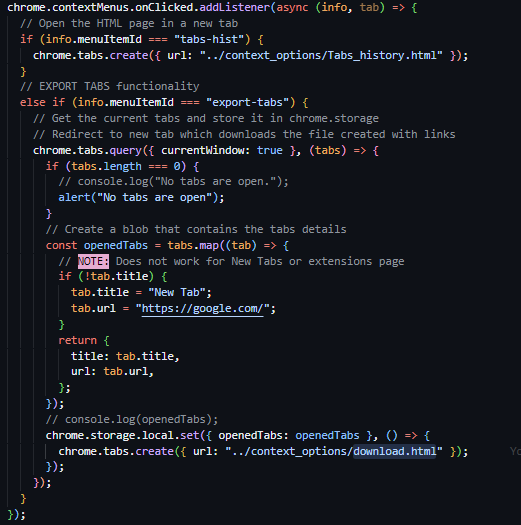 chrome.contextMenus.onClicked.addListener(async (info, tab) => {
// Open the HTML page in a new tab
if (info.menuItemId === "tabs-hist") {
chrome.tabs.create({ url: "../context_options/Tabs_history.html" });
}
// EXPORT TABS functionality
else if (info.menuItemId === "export-tabs") {
// Get the current tabs and store it in chrome.storage
// Redirect to new tab which downloads the file created with links
chrome.tabs.query({ currentWindow: true }, (tabs) => {
if (tabs.length === 0) {
// console.log("No tabs are open.");
alert("No tabs are open");
}
// Create a blob that contains the tabs details
const openedTabs = tabs.map((tab) => {
// NOTE: Does not work for New Tabs or extensions page
if (!tab.title) {
tab.title = "New Tab";
tab.url = "https://google.com/";
}
return {
title: tab.title,
url: tab.url,
};
});
// console.log(openedTabs);
chrome.storage.local.set({ openedTabs: openedTabs }, () => {
chrome.tabs.create({ url: "../context_options/download.html" });
});
});
}
});